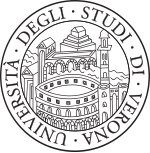 UNIVERSITÀ · DEGLI · STUDI · DI · VERONA ·